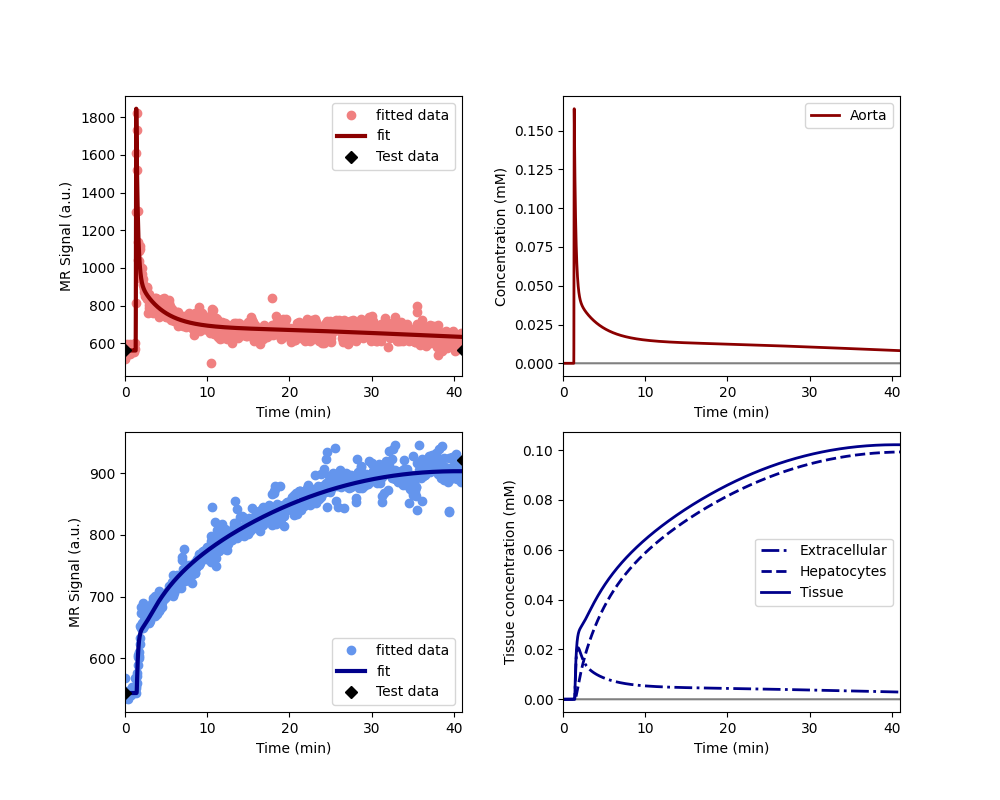 MR Signal (a.u.)
1800
1600
1400
1200
1000
800
600
0 10 20 30 40
Time (min)
fitted data
fit
Test data
Concentration (mM)
0.150
0.125
0.100
0.075
0.050
0.025
0.000
0 10 20 30 40
Time (min)
Aorta
MR Signal (a.u.)
900
800
700
600
0 10 20 30 40
Time (min)
fitted data
fit
Test data
Tissue concentration (mM)
0.10
0.08
0.06
0.04
0.02
0.00
0 10 20 30 40
Time (min)
Extracellular
Hepatocytes
Tissue